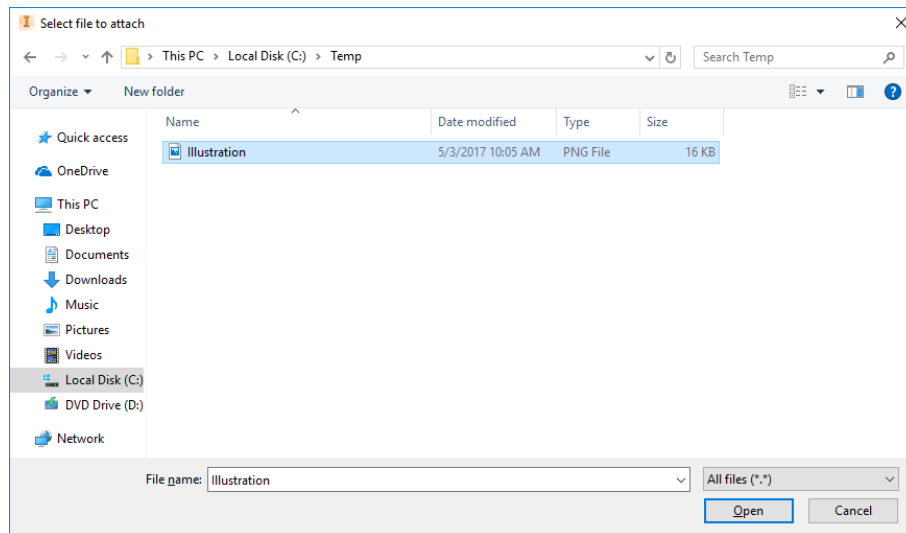 Select file to attach
This PC > Local Disk (C:) > Temp
Search Temp
Organize
New folder
Name
Date modified
Type
Size
Illustration
5/3/2017 10:05 AM
PNG File
16 KB
Quick access
OneDrive
This PC
Desktop
Documents
Downloads
Music
Pictures
Videos
Local Disk (C:)
DVD Drive (D:)
Network
File name: Illustration
All files (*.*)
Open
Cancel